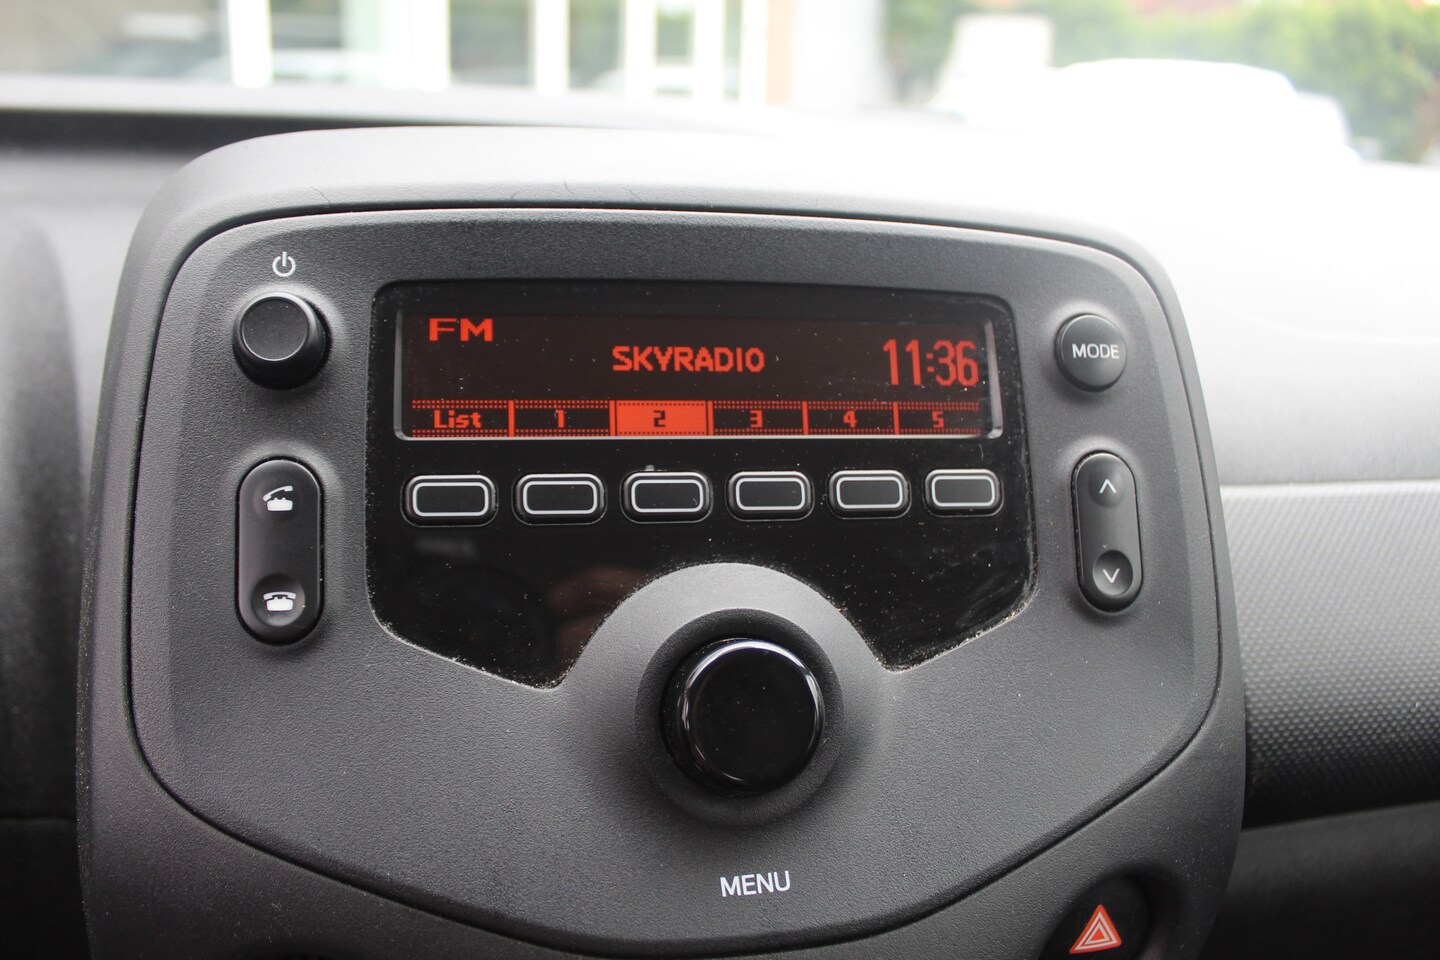 FM
SKYRADIO
11:36
List 1 2 3 4 5
MODE
MENU